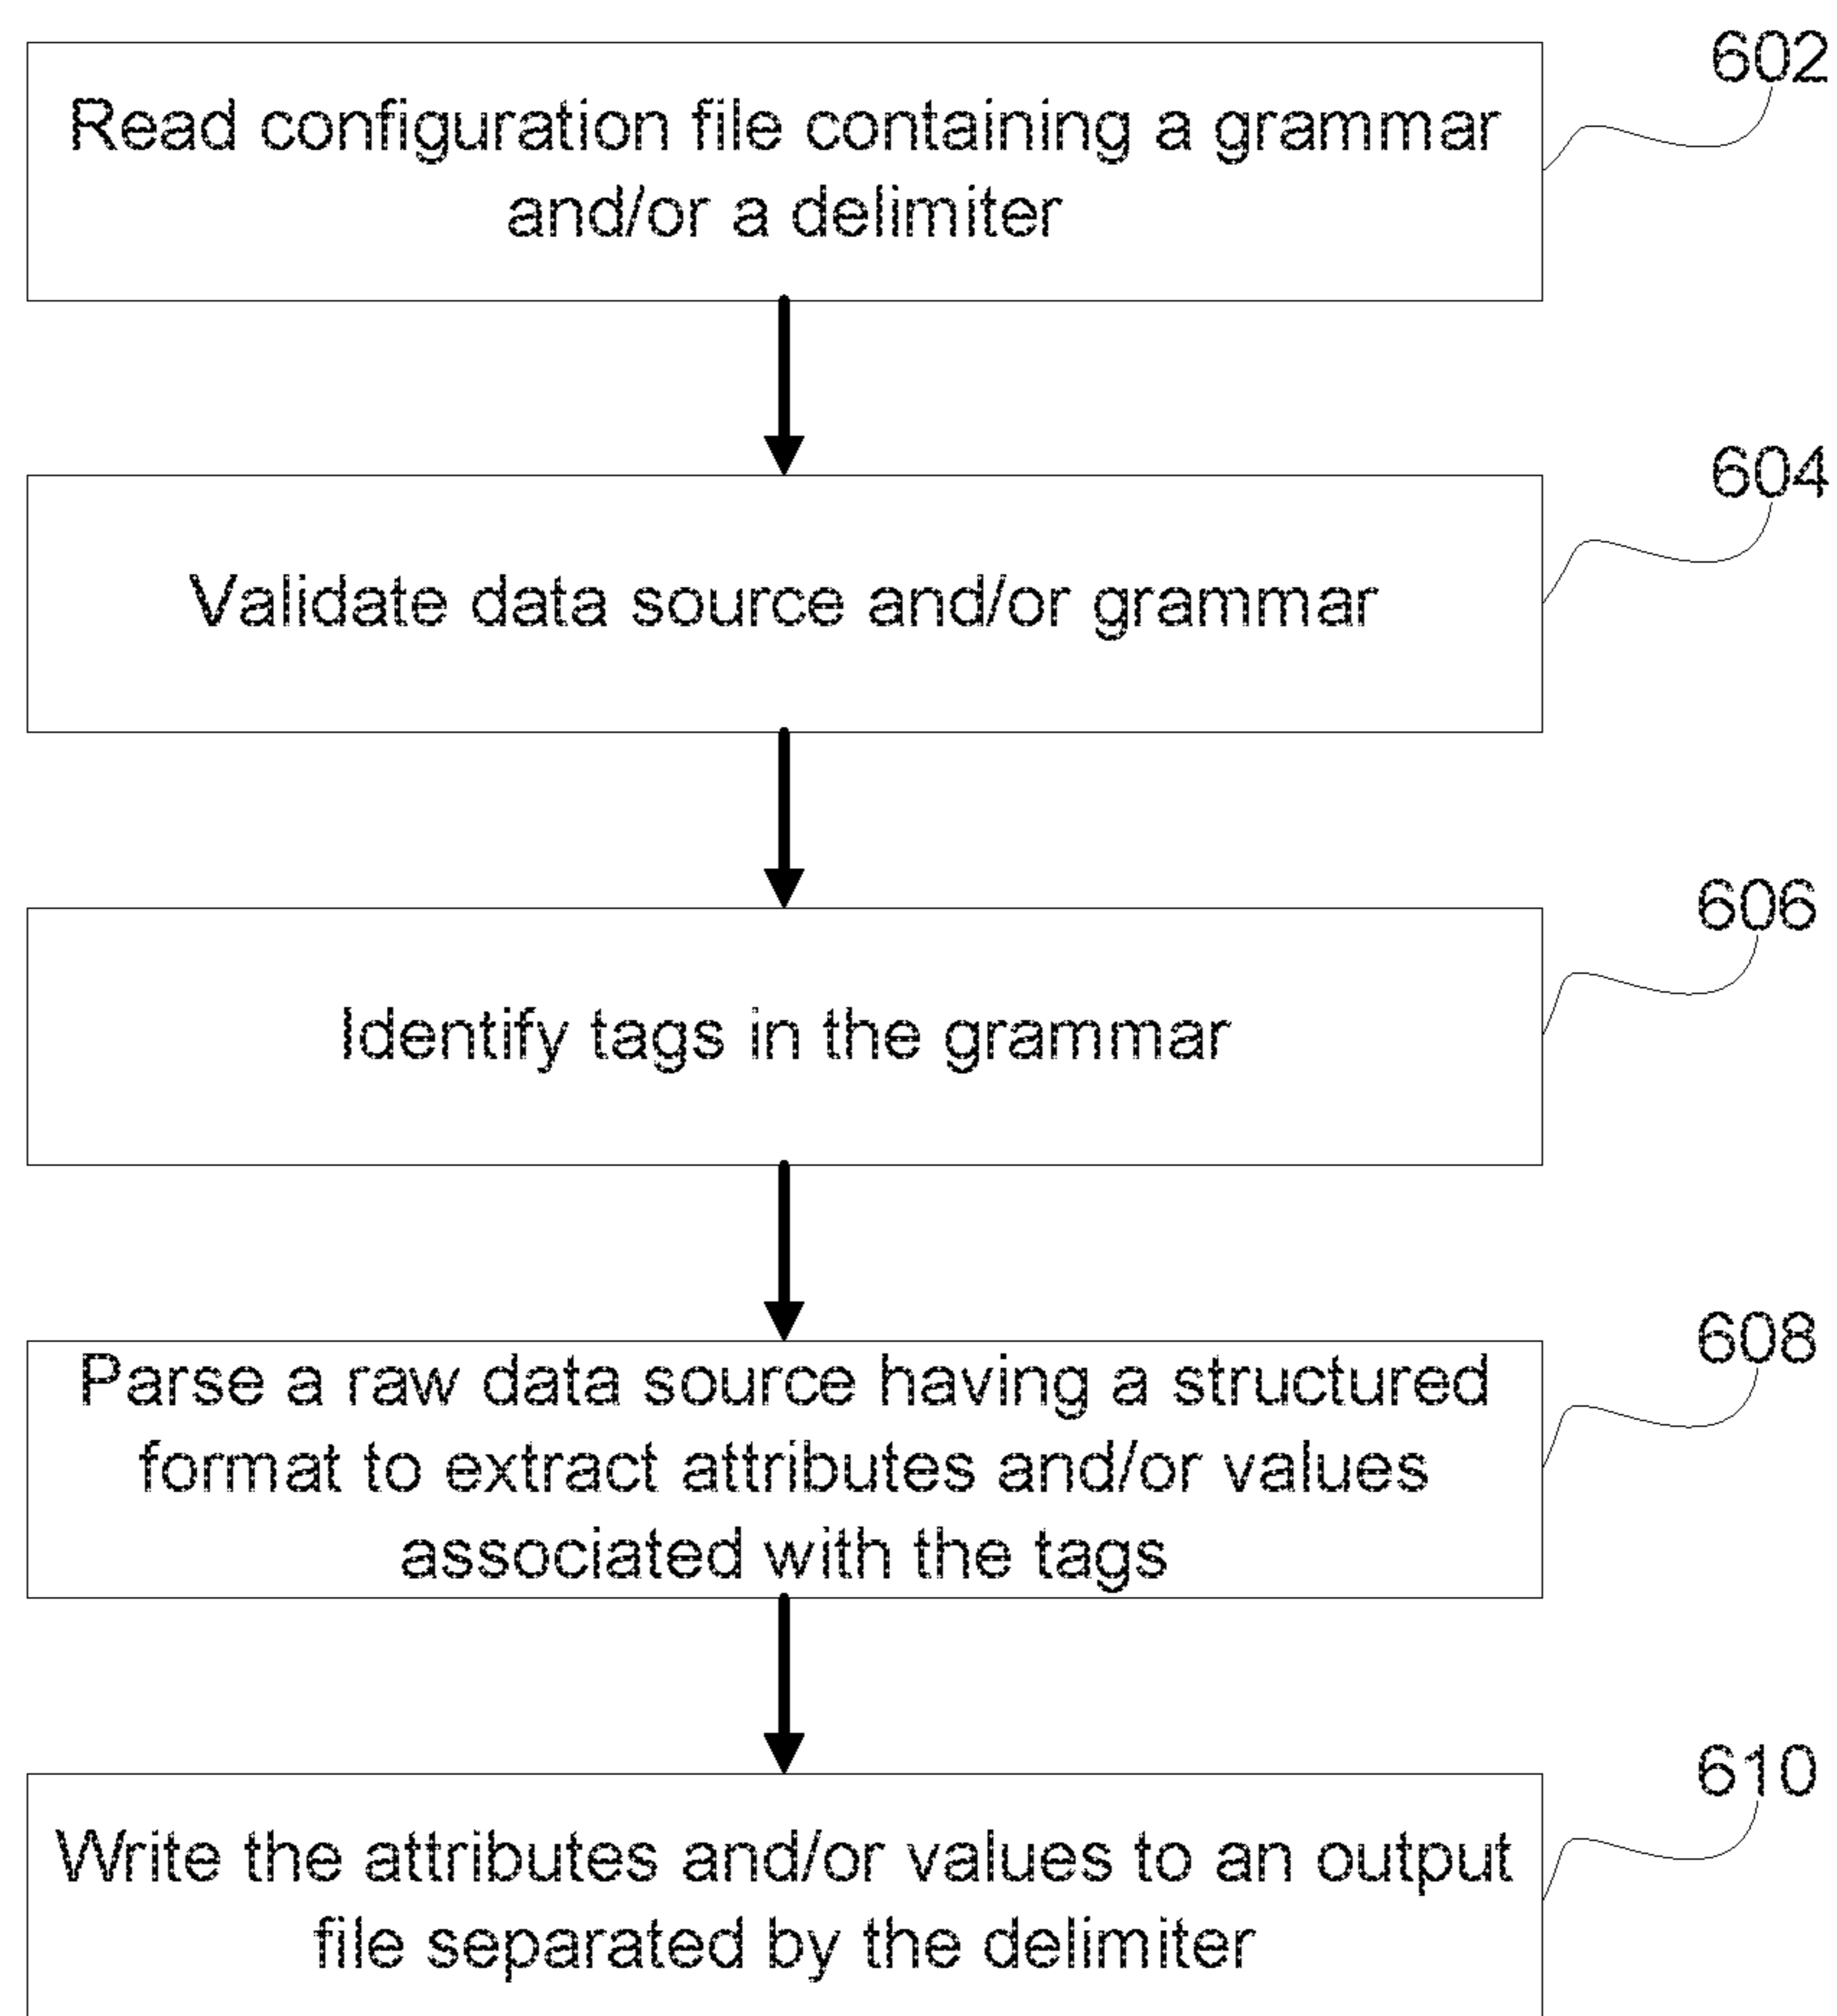 602
Read configuration file containing a grammar
and/or a delimiter
604
Validate data source and/or grammar
606
Identify tags in the grammar
608
Parse a raw data source having a structured
format to extract attributes and/or values
associated with the tags
610
Write the attributes and/or values to an output
file separated by the delimiter